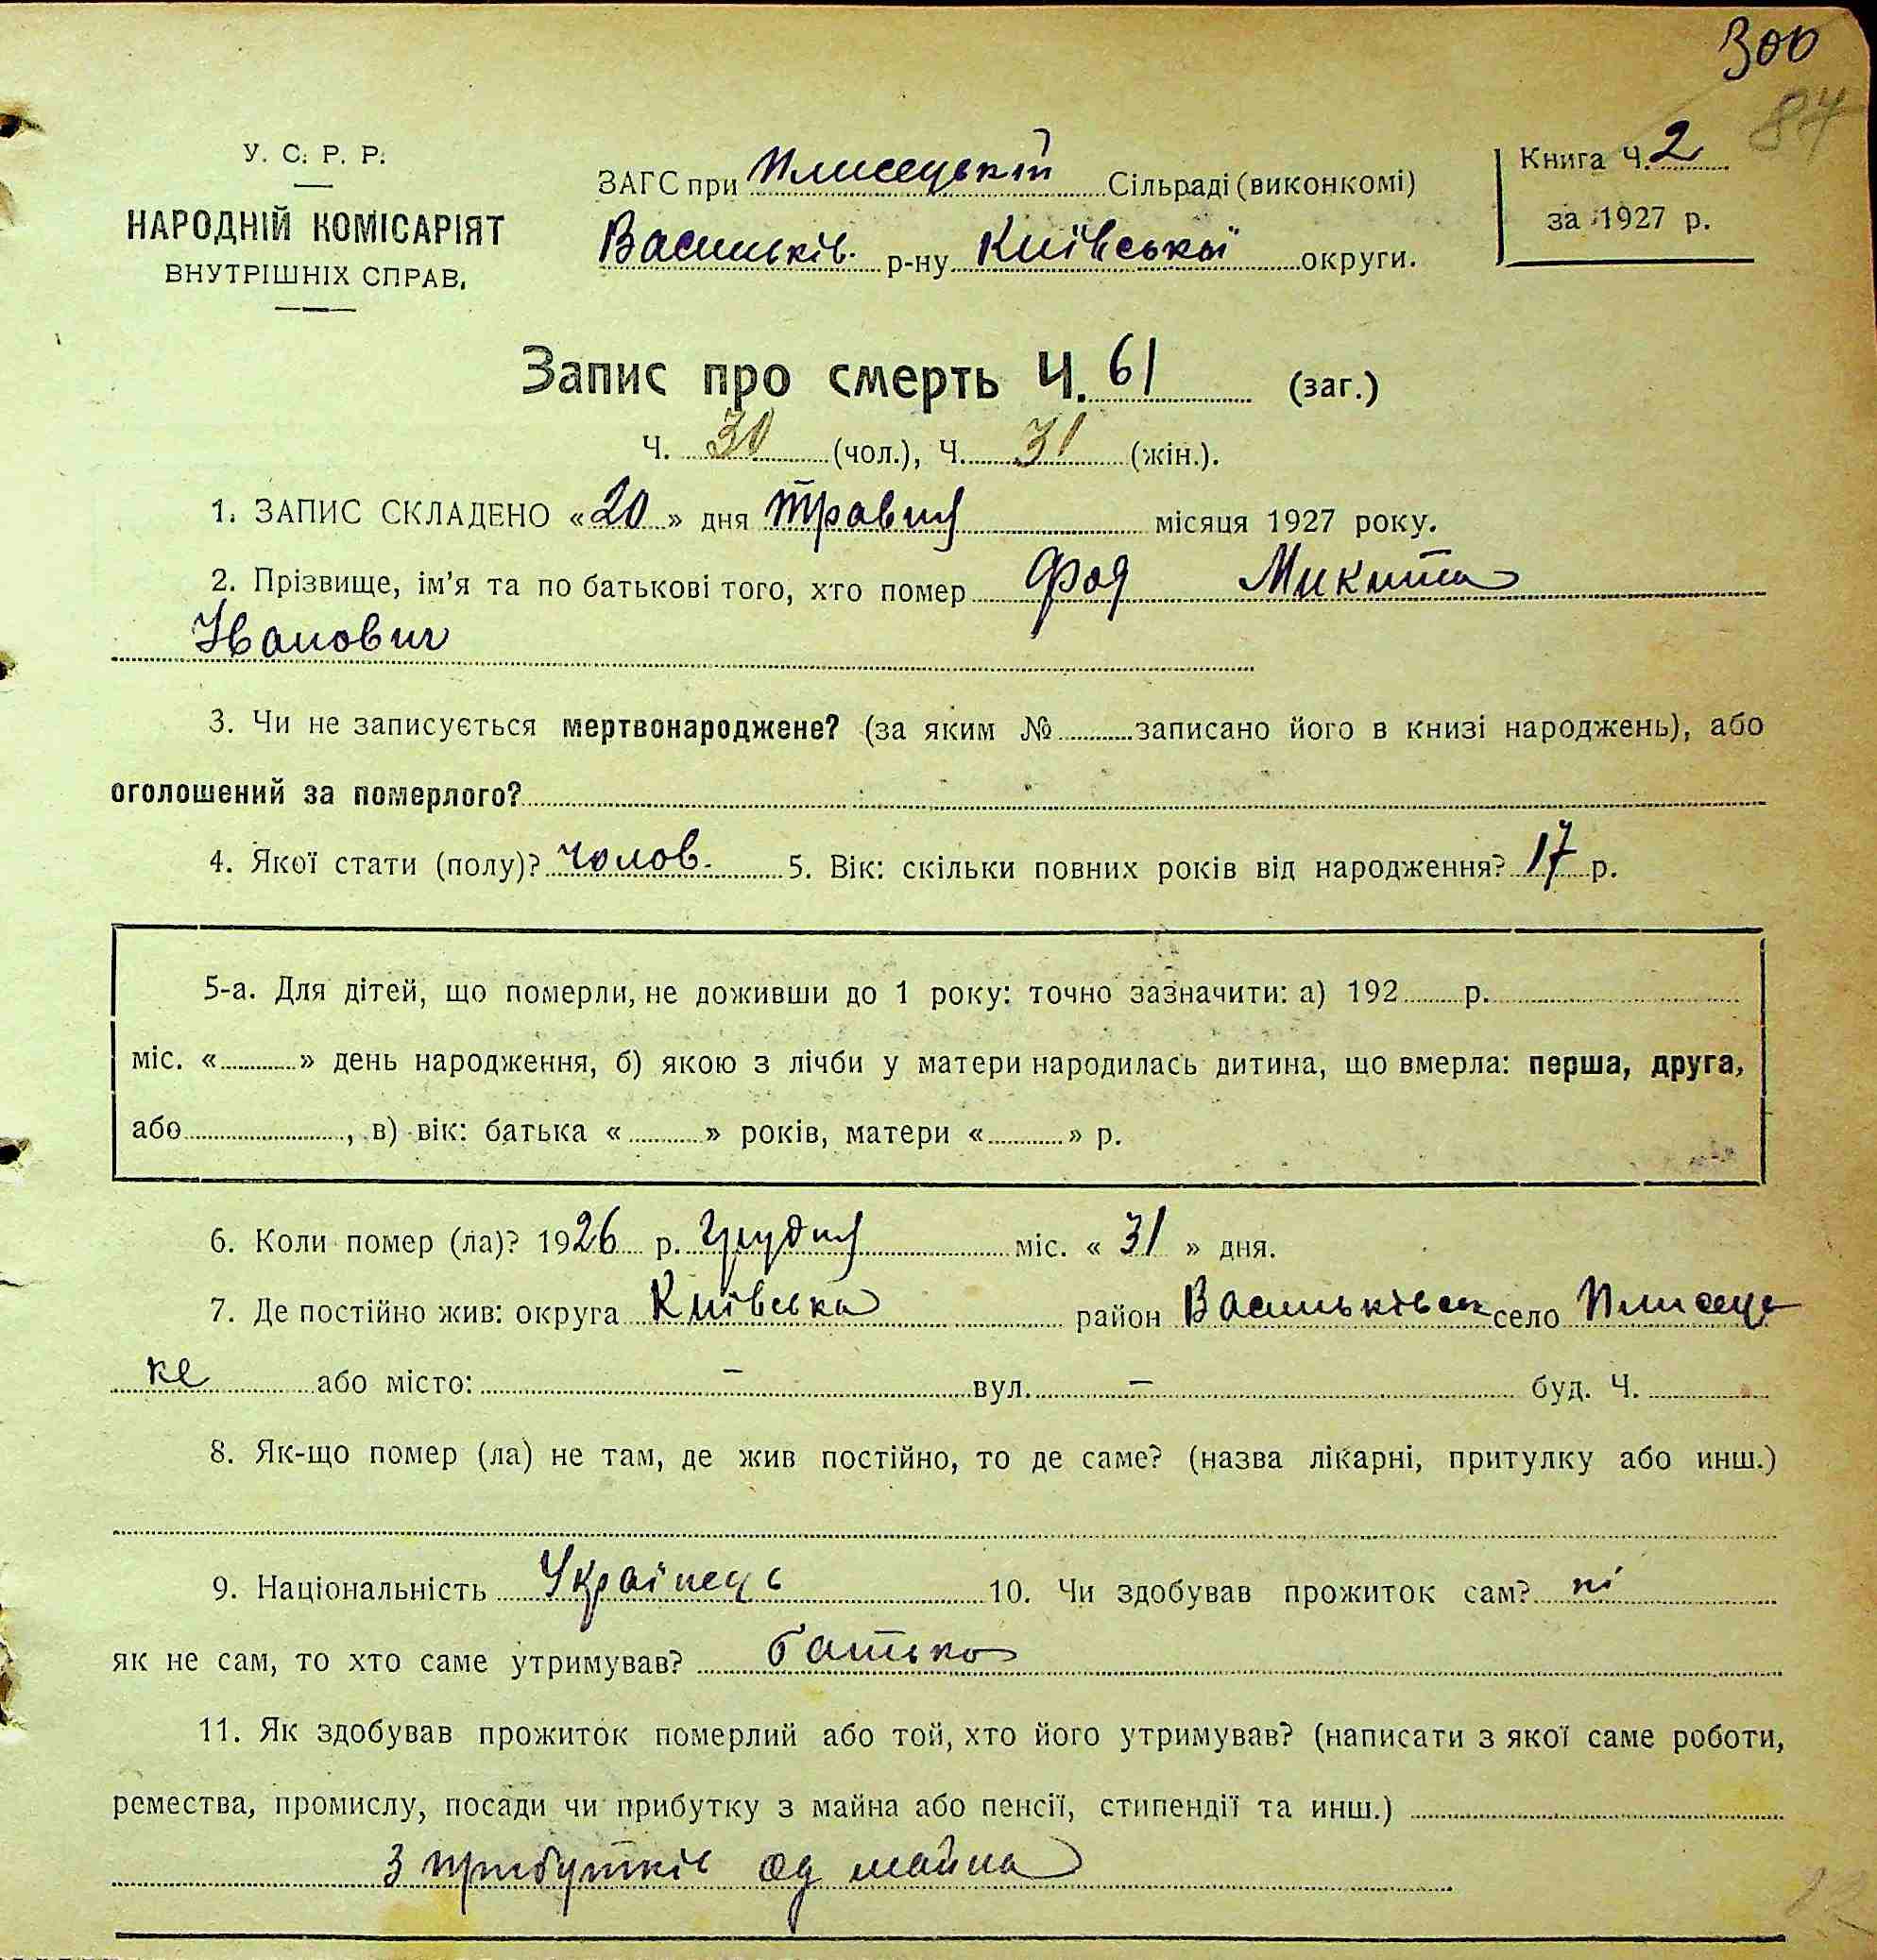 300
84
У. С. Р. Р.
НАРОДНІЙ КОМІСАРІЯТ
ВНУТРІШНІХ СПРАВ.
ЗАГС при Плисецькій Сільраді (виконкомі)
Васильків. р-ну Київської округи.
Книга Ч. 2
за 1927 р.
Запис про смерть Ч. 61 (заг.)
Ч. 30 (чол.), Ч. 31 (жін.).
1. ЗАПИС СКЛАДЕНО «20» дня травня місяця 1927 року.
2. Прізвище, ім'я та по батькові того, хто помер Фоя Микита
Іванович
3. Чи не записується мертвонароджене? (за яким № записано його в книзі народжень), або
оголошений за померлого?
4. Якої стати (полу)? чолов. 5. Вік: скільки повних років від народження? 17 р.
5-а. Для дітей, що померли, не доживши до 1 року: точно зазначити: а) 192 р.
міс. « » день народження, б) якою з лічби у матери народилась дитина, що вмерла: перша, друга,
або , в) вік: батька « » років, матери « » р.
6. Коли помер (ла)? 1926 р. грудня міс. «31» дня.
7. Де постійно жив: округа Київська район Васильківськ село Плисець
ке або місто: – вул. – буд. Ч.
8. Як-що помер (ла) не там, де жив постійно, то де саме? (назва лікарні, притулку або инш.)
9. Національність Українець 10. Чи здобував прожиток сам? ні
як не сам, то хто саме утримував? батько
11. Як здобував прожиток померлий або той, хто його утримував? (написати з якої саме роботи,
ремества, промислу, посади чи прибутку з майна або пенсії, стипендії та инш.)
з прибутків од майна